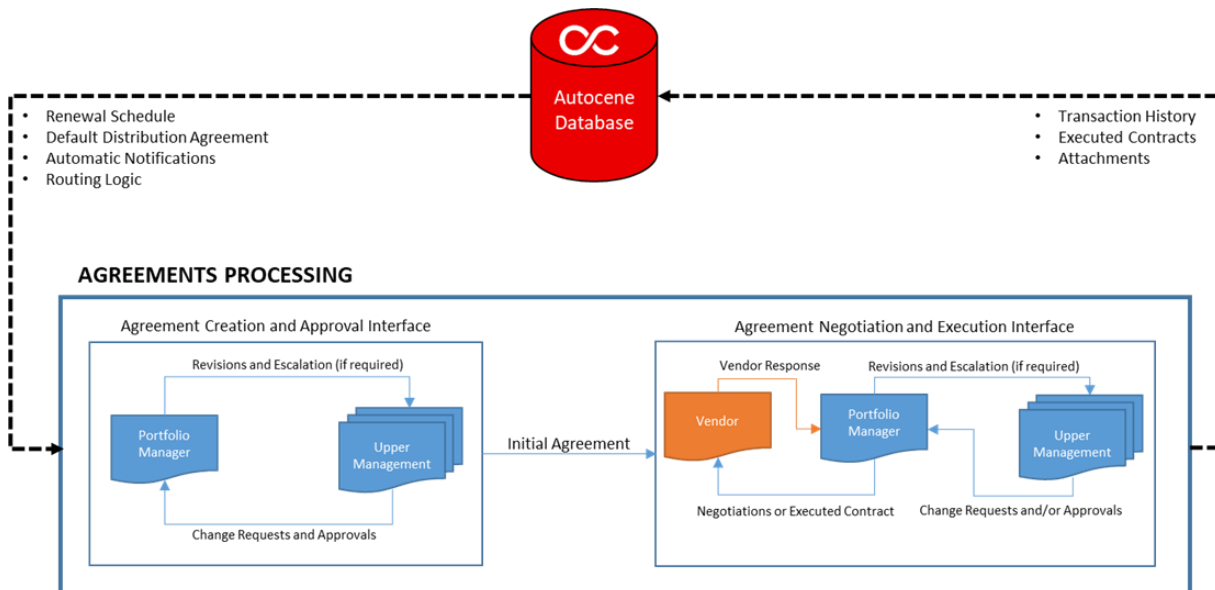 Autocene
Database
• Renewal Schedule
• Default Distribution Agreement
• Automatic Notifications
• Routing Logic
• Transaction History
• Executed Contracts
• Attachments
AGREEMENTS PROCESSING
Agreement Creation and Approval Interface
Revisions and Escalation (if required)
Portfolio
Manager
Upper
Management
Change Requests and Approvals
Initial Agreement
Agreement Negotiation and Execution Interface
Vendor Response
Revisions and Escalation (if required)
Vendor
Portfolio
Manager
Upper
Management
Negotiations or Executed Contract
Change Requests and/or Approvals